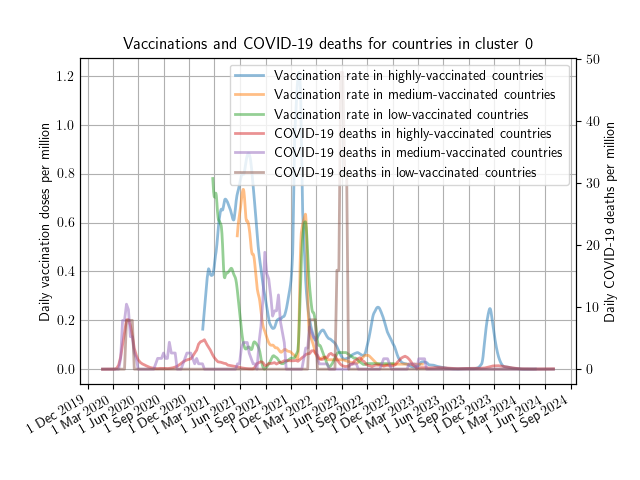 Vaccinations and COVID-19 deaths for countries in cluster 0
Vaccination rate in highly-vaccinated countries
Vaccination rate in medium-vaccinated countries
Vaccination rate in low-vaccinated countries
COVID-19 deaths in highly-vaccinated countries
COVID-19 deaths in medium-vaccinated countries
COVID-19 deaths in low-vaccinated countries
Daily vaccination doses per million
1.2
1.0
0.8
0.6
0.4
0.2
0.0
Daily COVID-19 deaths per million
50
40
30
20
10
0
1 Dec 2019
1 Mar 2020
1 Jun 2020
1 Sep 2020
1 Dec 2020
1 Mar 2021
1 Jun 2021
1 Sep 2021
1 Dec 2021
1 Mar 2022
1 Jun 2022
1 Sep 2022
1 Dec 2022
1 Mar 2023
1 Jun 2023
1 Sep 2023
1 Dec 2023
1 Mar 2024
1 Jun 2024
1 Sep 2024